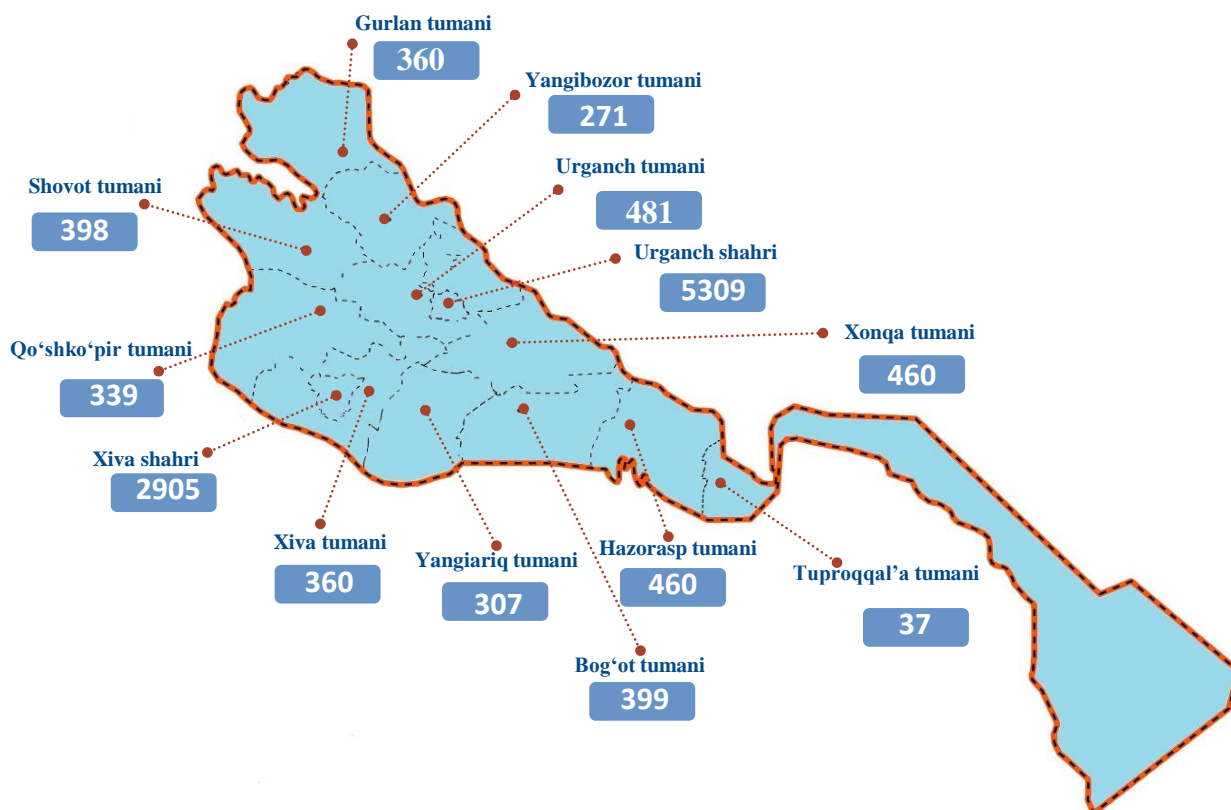 Gurlan tumani
360
Yangibozor tumani
271
Urganch tumani
481
Shovot tumani
398
Urganch shahri
5309
Qo‘shko‘pir tumani
339
Xonqa tumani
460
Xiva shahri
2905
Xiva tumani
360
Yangiariq tumani
307
Hazorasp tumani
460
Tuproqqal’a tumani
37
Bog‘ot tumani
399